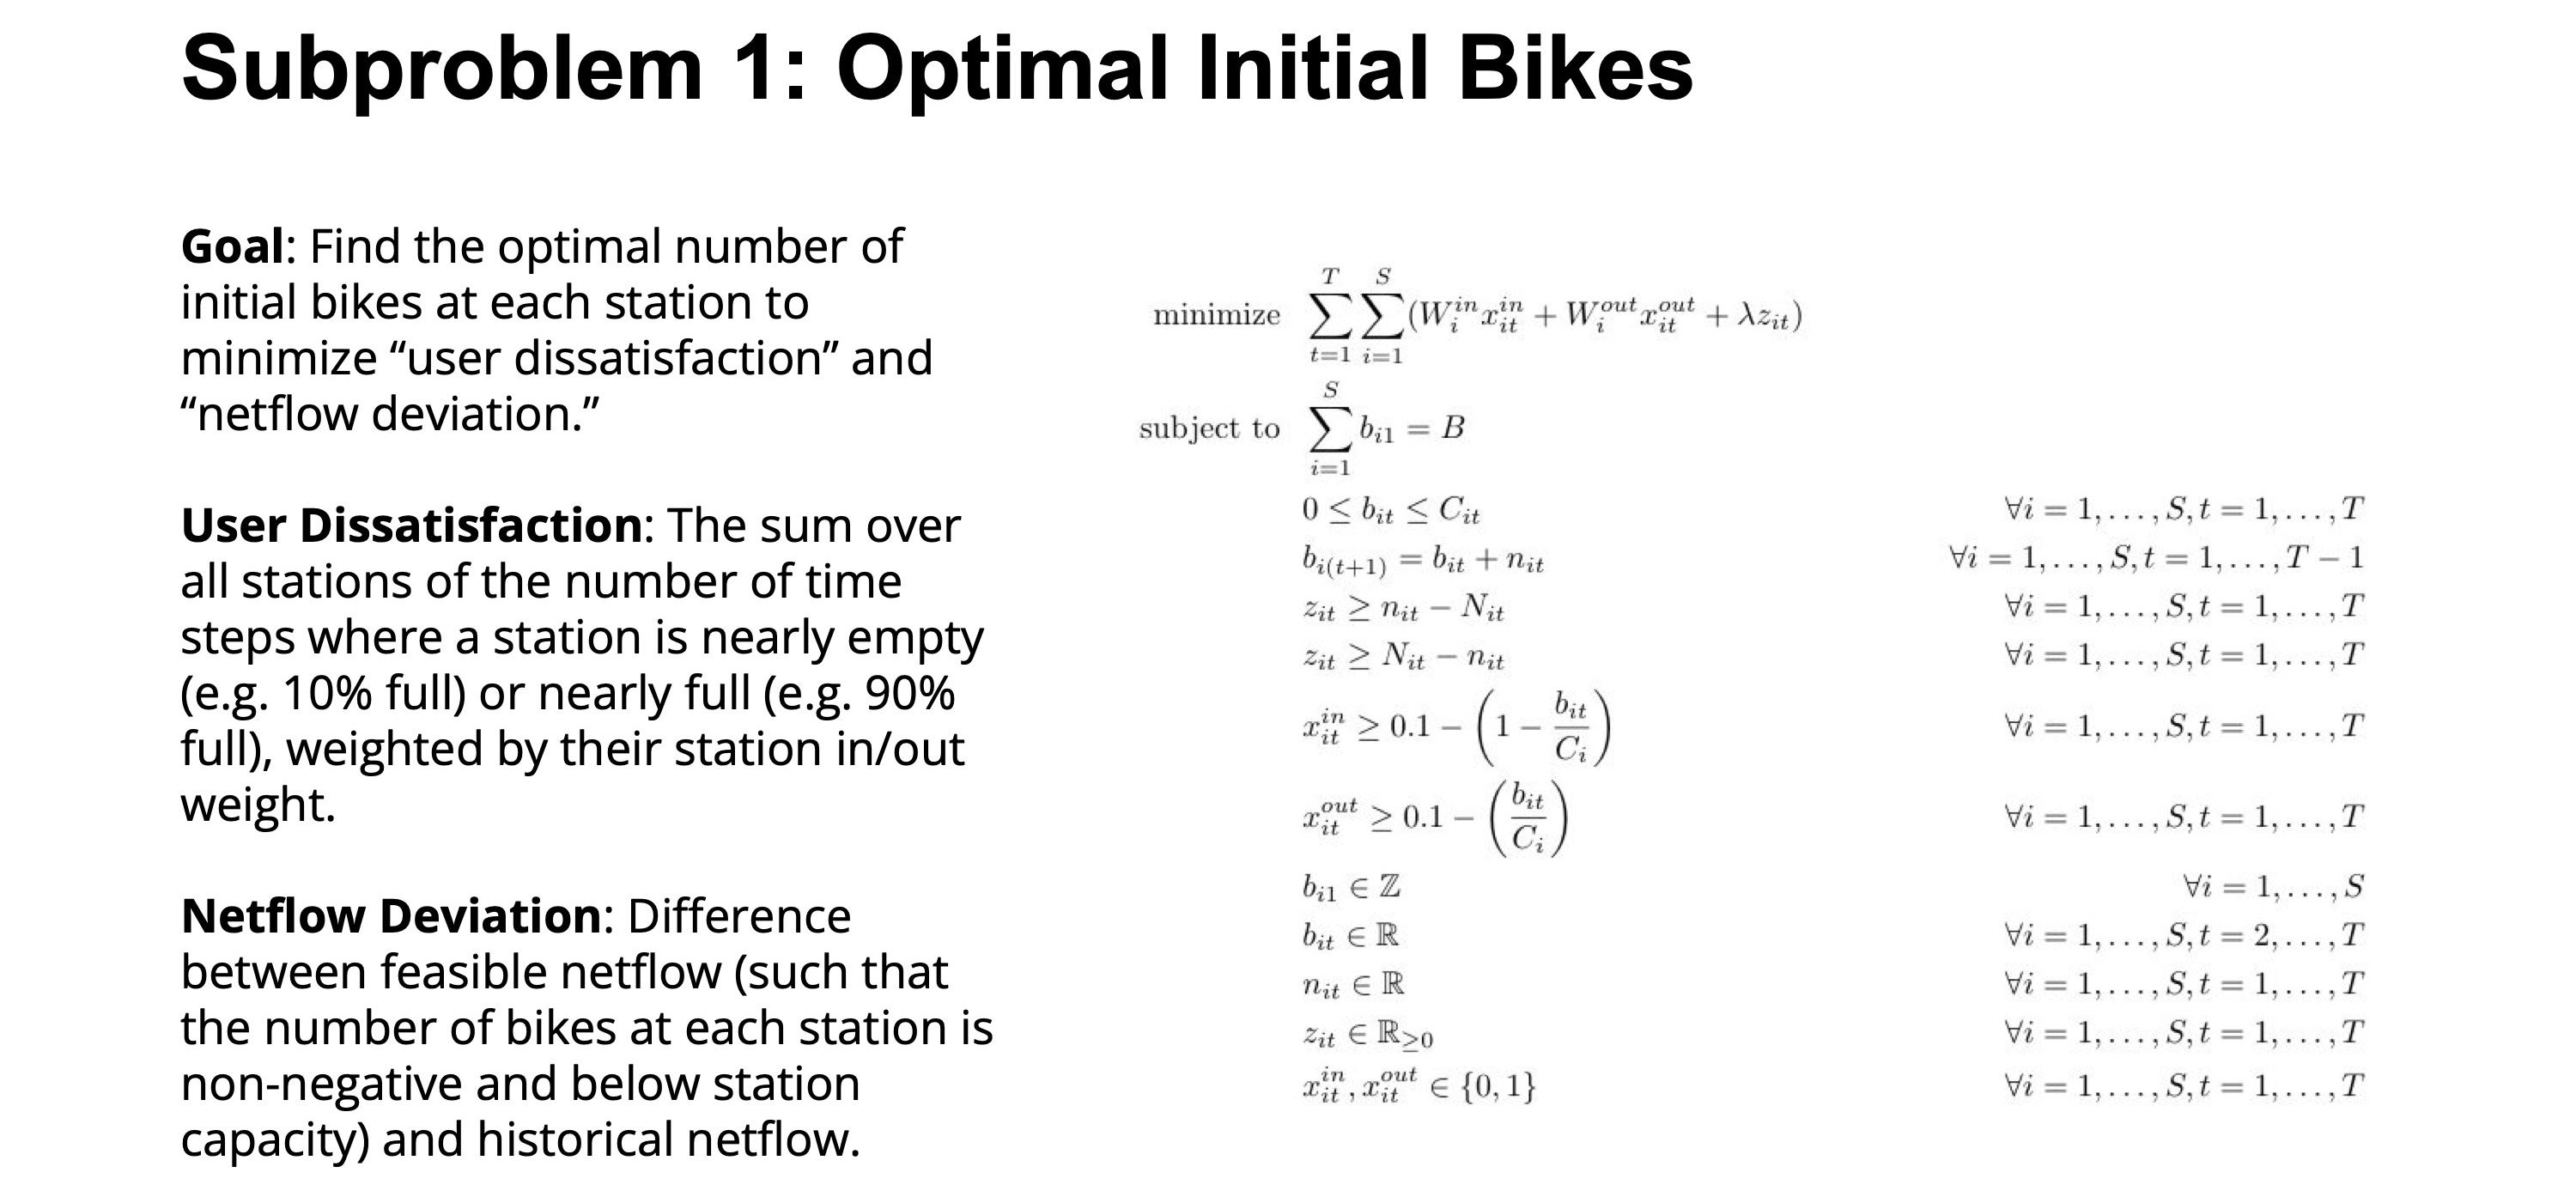 Subproblem 1: Optimal Initial Bikes
Goal: Find the optimal number of
initial bikes at each station to
minimize “user dissatisfaction” and
“netflow deviation.”
User Dissatisfaction: The sum over
all stations of the number of time
steps where a station is nearly empty
(e.g. 10% full) or nearly full (e.g. 90%
full), weighted by their station in/out
weight.
Netflow Deviation: Difference
between feasible netflow (such that
the number of bikes at each station is
non-negative and below station
capacity) and historical netflow.
minimize \sum_{t=1}^{T} \sum_{i=1}^{S} (W_i^{in} x_{it}^{in} + W_i^{out} x_{it}^{out} + λz_{it})
subject to \sum_{i=1}^{S} b_{i1} = B
0 ≤ b_{it} ≤ C_{it} ∀i = 1, . . . , S, t = 1, . . . , T
b_{i(t+1)} = b_{it} + n_{it} ∀i = 1, . . . , S, t = 1, . . . , T − 1
z_{it} ≥ n_{it} − N_{it} ∀i = 1, . . . , S, t = 1, . . . , T
z_{it} ≥ N_{it} − n_{it} ∀i = 1, . . . , S, t = 1, . . . , T
x_{it}^{in} ≥ 0.1 − (1 − \frac{b_{it}}{C_i}) ∀i = 1, . . . , S, t = 1, . . . , T
x_{it}^{out} ≥ 0.1 − (\frac{b_{it}}{C_i}) ∀i = 1, . . . , S, t = 1, . . . , T
b_{i1} ∈ ℤ ∀i = 1, . . . , S
b_{it} ∈ ℝ ∀i = 1, . . . , S, t = 2, . . . , T
n_{it} ∈ ℝ ∀i = 1, . . . , S, t = 1, . . . , T
z_{it} ∈ ℝ_{≥0} ∀i = 1, . . . , S, t = 1, . . . , T
x_{it}^{in}, x_{it}^{out} ∈ {0, 1} ∀i = 1, . . . , S, t = 1, . . . , T